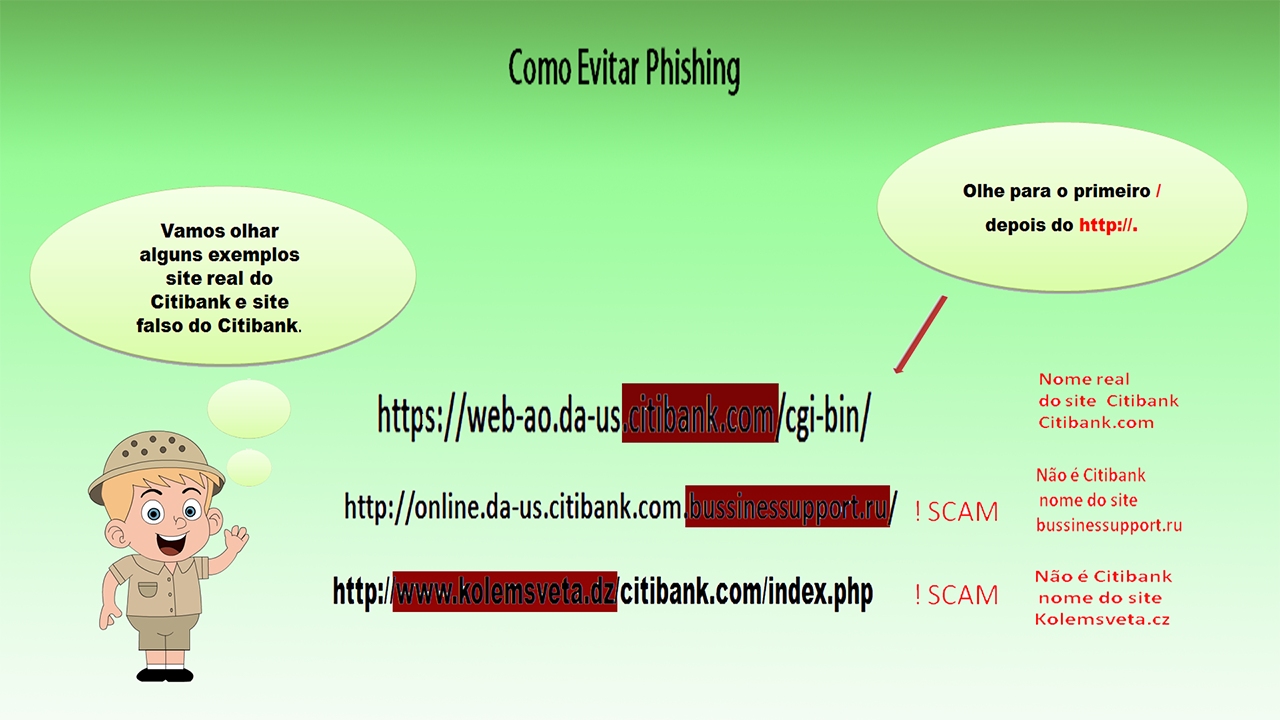 Como Evitar Phishing
Vamos olhar
alguns exemplos
site real do
Citibank e site
falso do Citibank.
Olhe para o primeiro /
depois do http://.
https://web-ao.da-us.citibank.com/cgi-bin/
Nome real
do site Citibank
Citibank.com
http://online.da-us.citibank.com.bussinessupport.ru/
! SCAM
Não é Citibank
nome do site
bussinessupport.ru
http://www.kolemsveta.dz/citibank.com/index.php
! SCAM
Não é Citibank
nome do site
Kolemsveta.cz